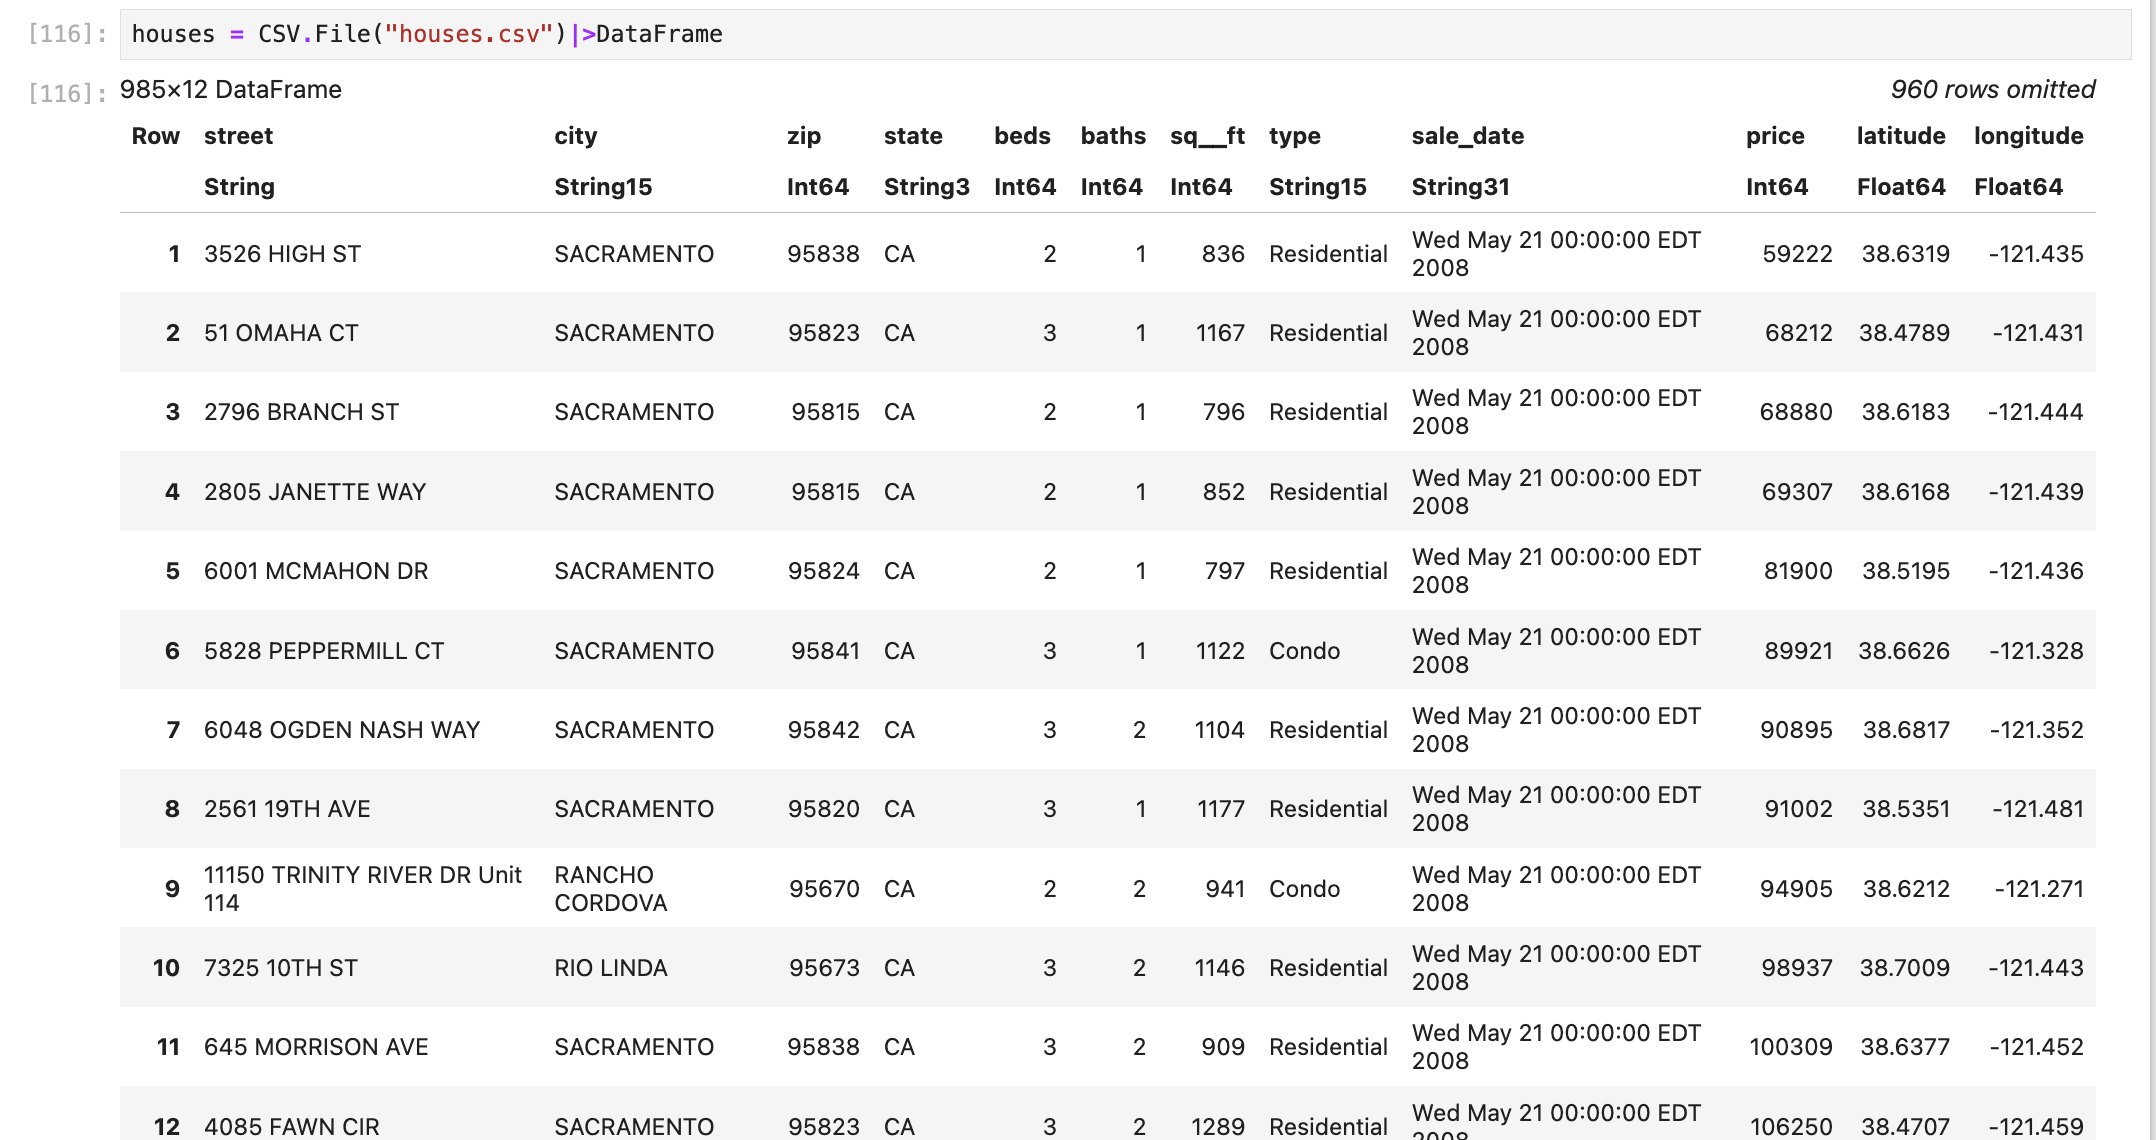 [116]: houses = CSV.File("houses.csv")|>DataFrame
[116]: 985×12 DataFrame 960 rows omitted
Row street city zip state beds baths sq__ft type sale_date price latitude longitude
String String15 Int64 String3 Int64 Int64 Int64 String15 String31 Int64 Float64 Float64
1 3526 HIGH ST SACRAMENTO 95838 CA 2 1 836 Residential Wed May 21 00:00:00 EDT 2008 59222 38.6319 -121.435
2 51 OMAHA CT SACRAMENTO 95823 CA 3 1 1167 Residential Wed May 21 00:00:00 EDT 2008 68212 38.4789 -121.431
3 2796 BRANCH ST SACRAMENTO 95815 CA 2 1 796 Residential Wed May 21 00:00:00 EDT 2008 68880 38.6183 -121.444
4 2805 JANETTE WAY SACRAMENTO 95815 CA 2 1 852 Residential Wed May 21 00:00:00 EDT 2008 69307 38.6168 -121.439
5 6001 MCMAHON DR SACRAMENTO 95824 CA 2 1 797 Residential Wed May 21 00:00:00 EDT 2008 81900 38.5195 -121.436
6 5828 PEPPERMILL CT SACRAMENTO 95841 CA 3 1 1122 Condo Wed May 21 00:00:00 EDT 2008 89921 38.6626 -121.328
7 6048 OGDEN NASH WAY SACRAMENTO 95842 CA 3 2 1104 Residential Wed May 21 00:00:00 EDT 2008 90895 38.6817 -121.352
8 2561 19TH AVE SACRAMENTO 95820 CA 3 1 1177 Residential Wed May 21 00:00:00 EDT 2008 91002 38.5351 -121.481
9 11150 TRINITY RIVER DR Unit 114 RANCHO CORDOVA 95670 CA 2 2 941 Condo Wed May 21 00:00:00 EDT 2008 94905 38.6212 -121.271
10 7325 10TH ST RIO LINDA 95673 CA 3 2 1146 Residential Wed May 21 00:00:00 EDT 2008 98937 38.7009 -121.443
11 645 MORRISON AVE SACRAMENTO 95838 CA 3 2 909 Residential Wed May 21 00:00:00 EDT 2008 100309 38.6377 -121.452
12 4085 FAWN CIR SACRAMENTO 95823 CA 3 2 1289 Residential Wed May 21 00:00:00 EDT 2008 106250 38.4707 -121.459